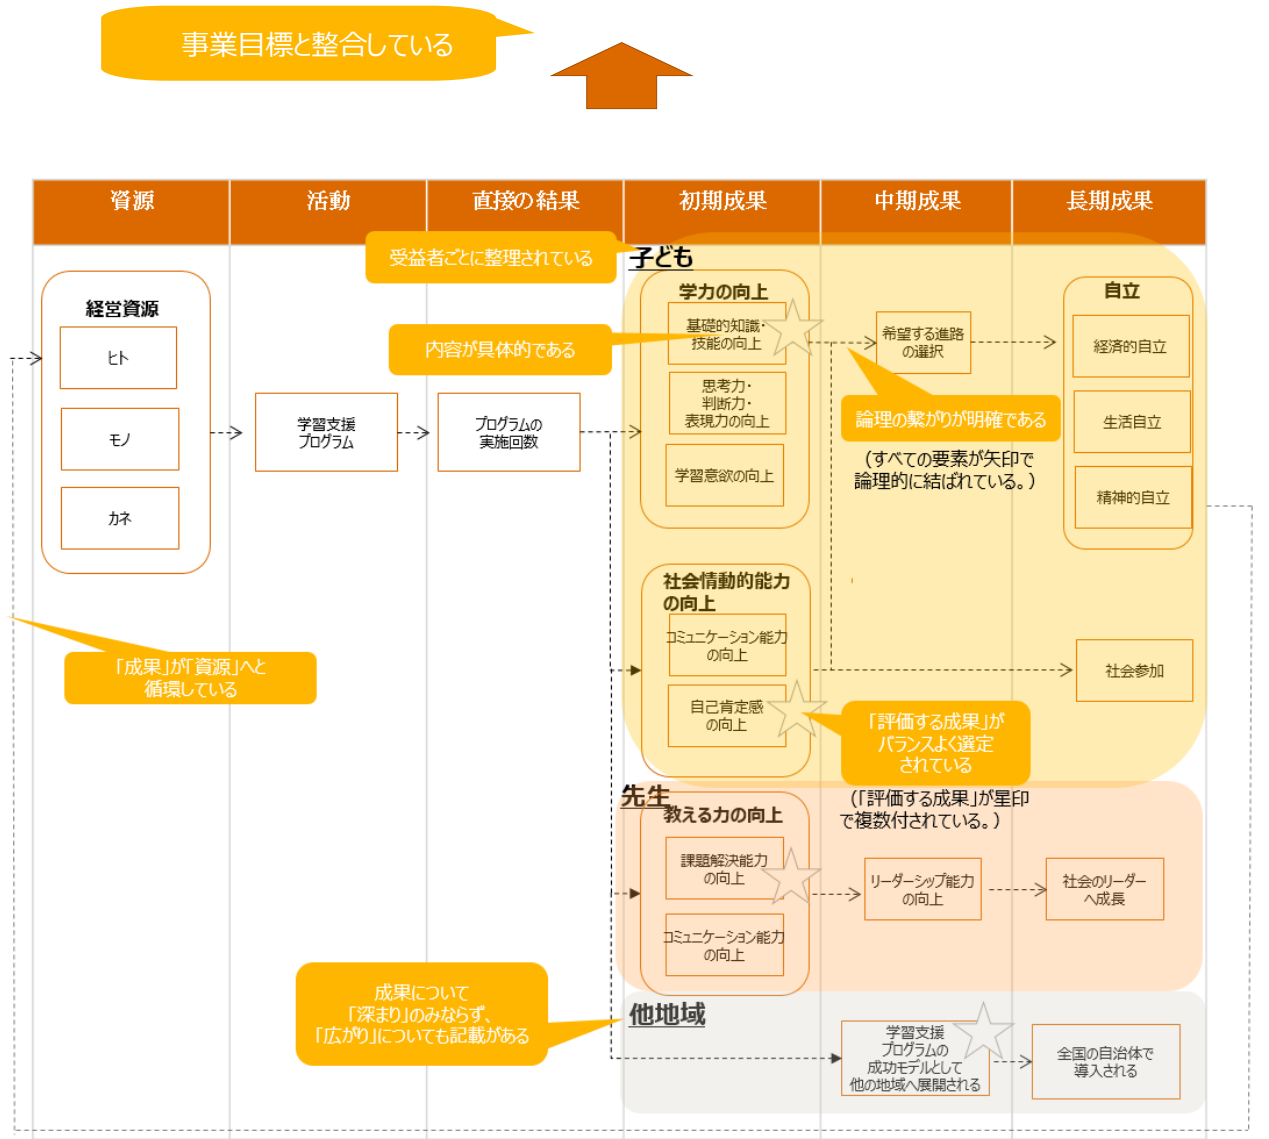 事業目標と整合している
資源
活動
直接の結果
初期成果
中期成果
長期成果
受益者ごとに整理されている
子ども
経営資源
ヒト
モノ
カネ
学習支援
プログラム
プログラムの
実施回数
内容が具体的である
学力の向上
基礎的知識・
技能の向上
思考力・
判断力・
表現力の向上
学習意欲の向上
希望する進路
の選択
論理の繋がりが明確である
（すべての要素が矢印で
論理的に結ばれている。）
自立
経済的自立
生活自立
精神的自立
社会情動的能力
の向上
コミュニケーション能力
の向上
自己肯定感
の向上
社会参加
「成果」が「資源」へと
循環している
「評価する成果」が
バランスよく選定
されている
（「評価する成果」が星印
で複数付されている。）
先生
教える力の向上
課題解決能力
の向上
コミュニケーション能力
の向上
リーダーシップ能力
の向上
社会のリーダー
へ成長
成果について
「深まり」のみならず、
「広がり」についても記載がある
他地域
学習支援
プログラムの
成功モデルとして
他の地域へ展開される
全国の自治体で
導入される